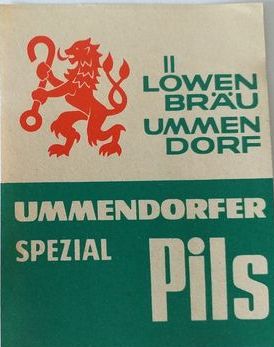 LÖWEN
BRÄU
UMMEN
DORF
UMMENDORFER
SPEZIAL Pils